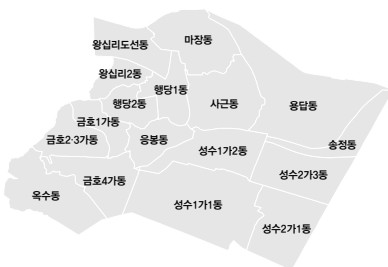 마장동
왕십리도선동
왕십리2동
행당1동
행당2동
사근동
용답동
금호1가동
금호2·3가동
응봉동
송정동
성수1가2동
성수2가3동
금호4가동
옥수동
성수1가1동
성수2가1동